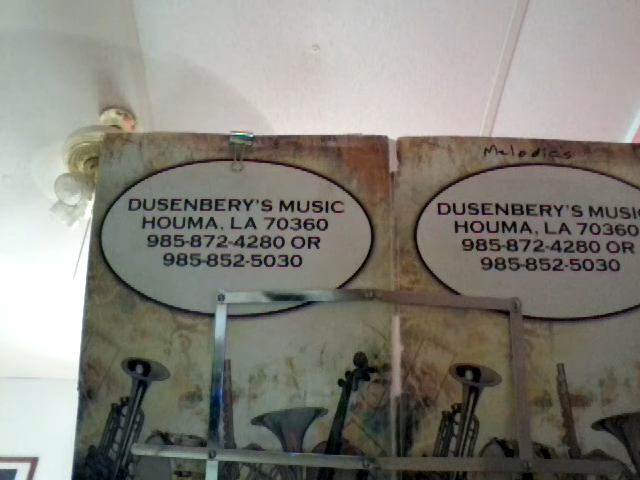 DUSENBERY'S MUSIC
HOUMA, LA 70360
985-872-4280 OR
985-852-5030
Melodies
DUSENBERY'S MUSIC
HOUMA, LA 70360
985-872-4280 OR
985-852-5030